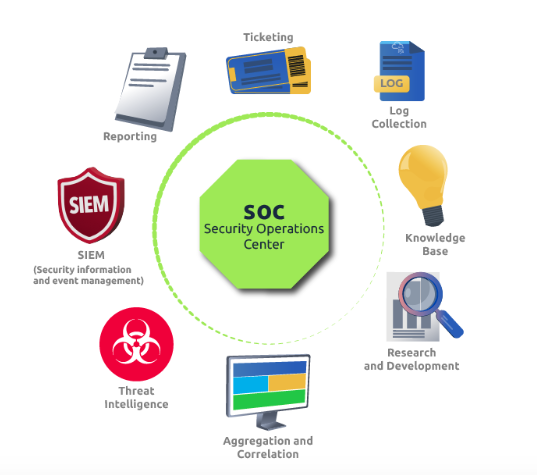 Ticketing
LOG
Log
Collection
Reporting
SIEM
SIEM
(Security information
and event management)
SOC
Security Operations
Center
Knowledge
Base
Research
and Development
Threat
Intelligence
Aggregation and
Correlation